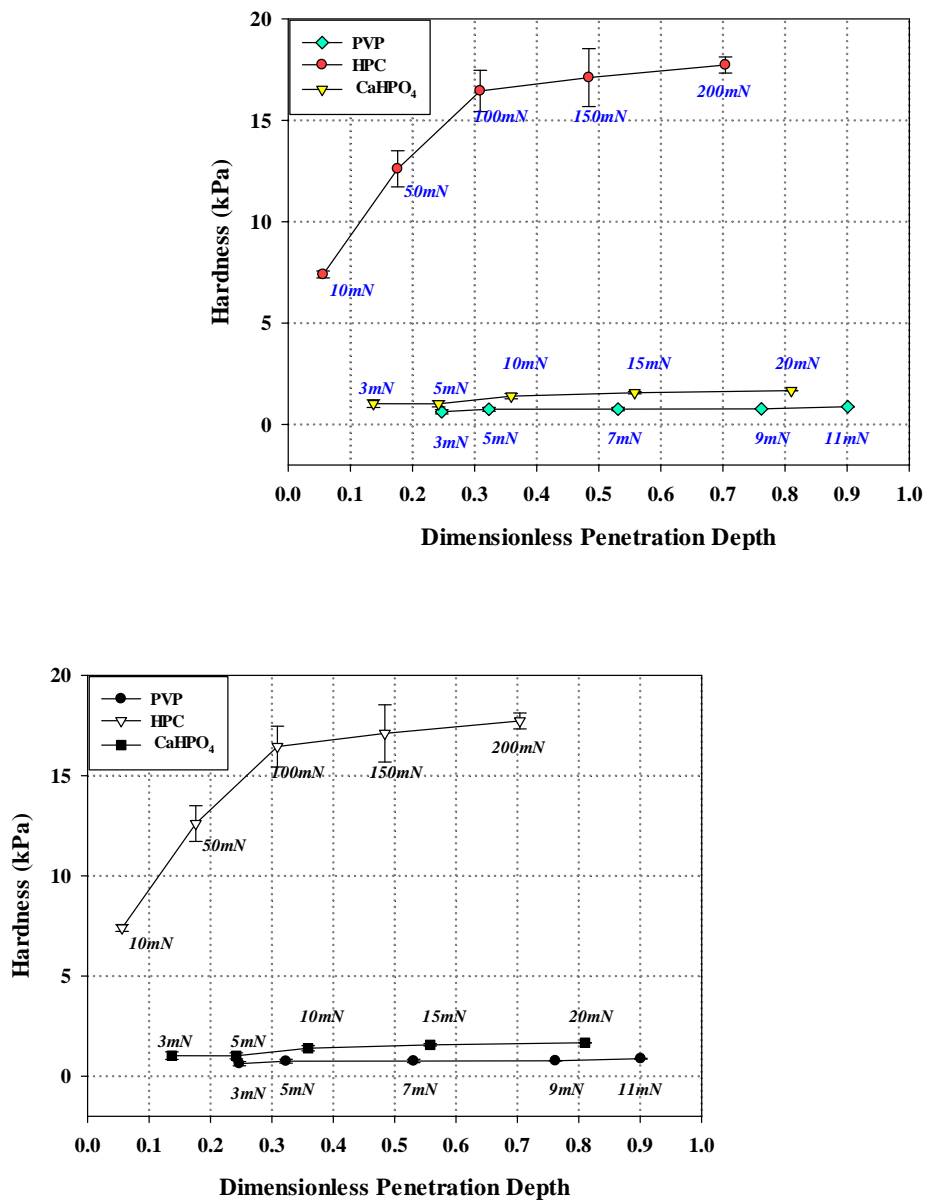 20
PVP
HPC
CaHPO₄
200mN
100mN
150mN
15
50mN
Hardness (kPa)
10
10mN
5
10mN
15mN
20mN
3mN
5mN
0
3mN
5mN
7mN
9mN
11mN
0.0 0.1 0.2 0.3 0.4 0.5 0.6 0.7 0.8 0.9 1.0
Dimensionless Penetration Depth
20
PVP
HPC
CaHPO₄
200mN
100mN
150mN
15
50mN
Hardness (kPa)
10
10mN
5
10mN
15mN
20mN
3mN
5mN
0
3mN
5mN
7mN
9mN
11mN
0.0 0.1 0.2 0.3 0.4 0.5 0.6 0.7 0.8 0.9 1.0
Dimensionless Penetration Depth